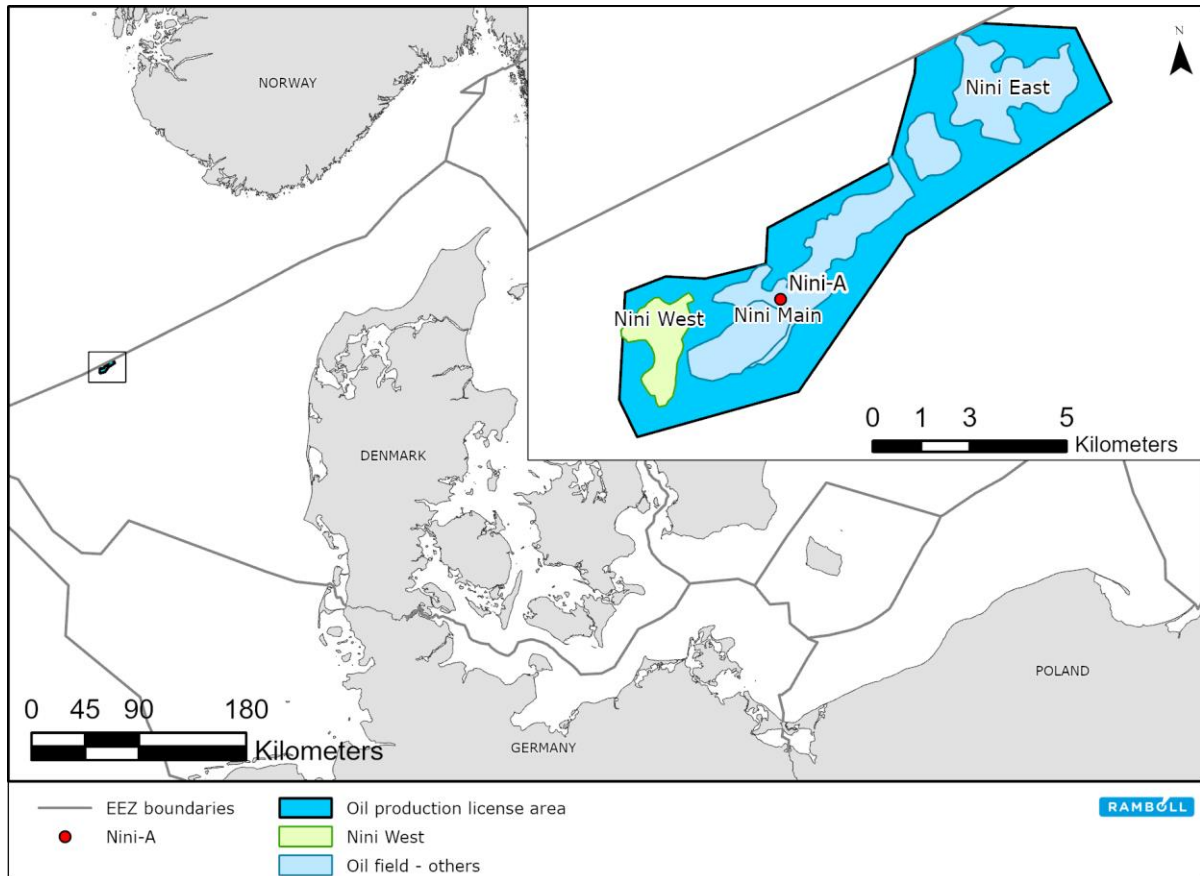 NORWAY
N
Nini East
Nini-A
Nini West
Nini Main
0 1 3 5
Kilometers
DENMARK
POLAND
0 45 90 180
Kilometers
GERMANY
EEZ boundaries
Nini-A
Oil production license area
Nini West
Oil field - others
RAMBOLL